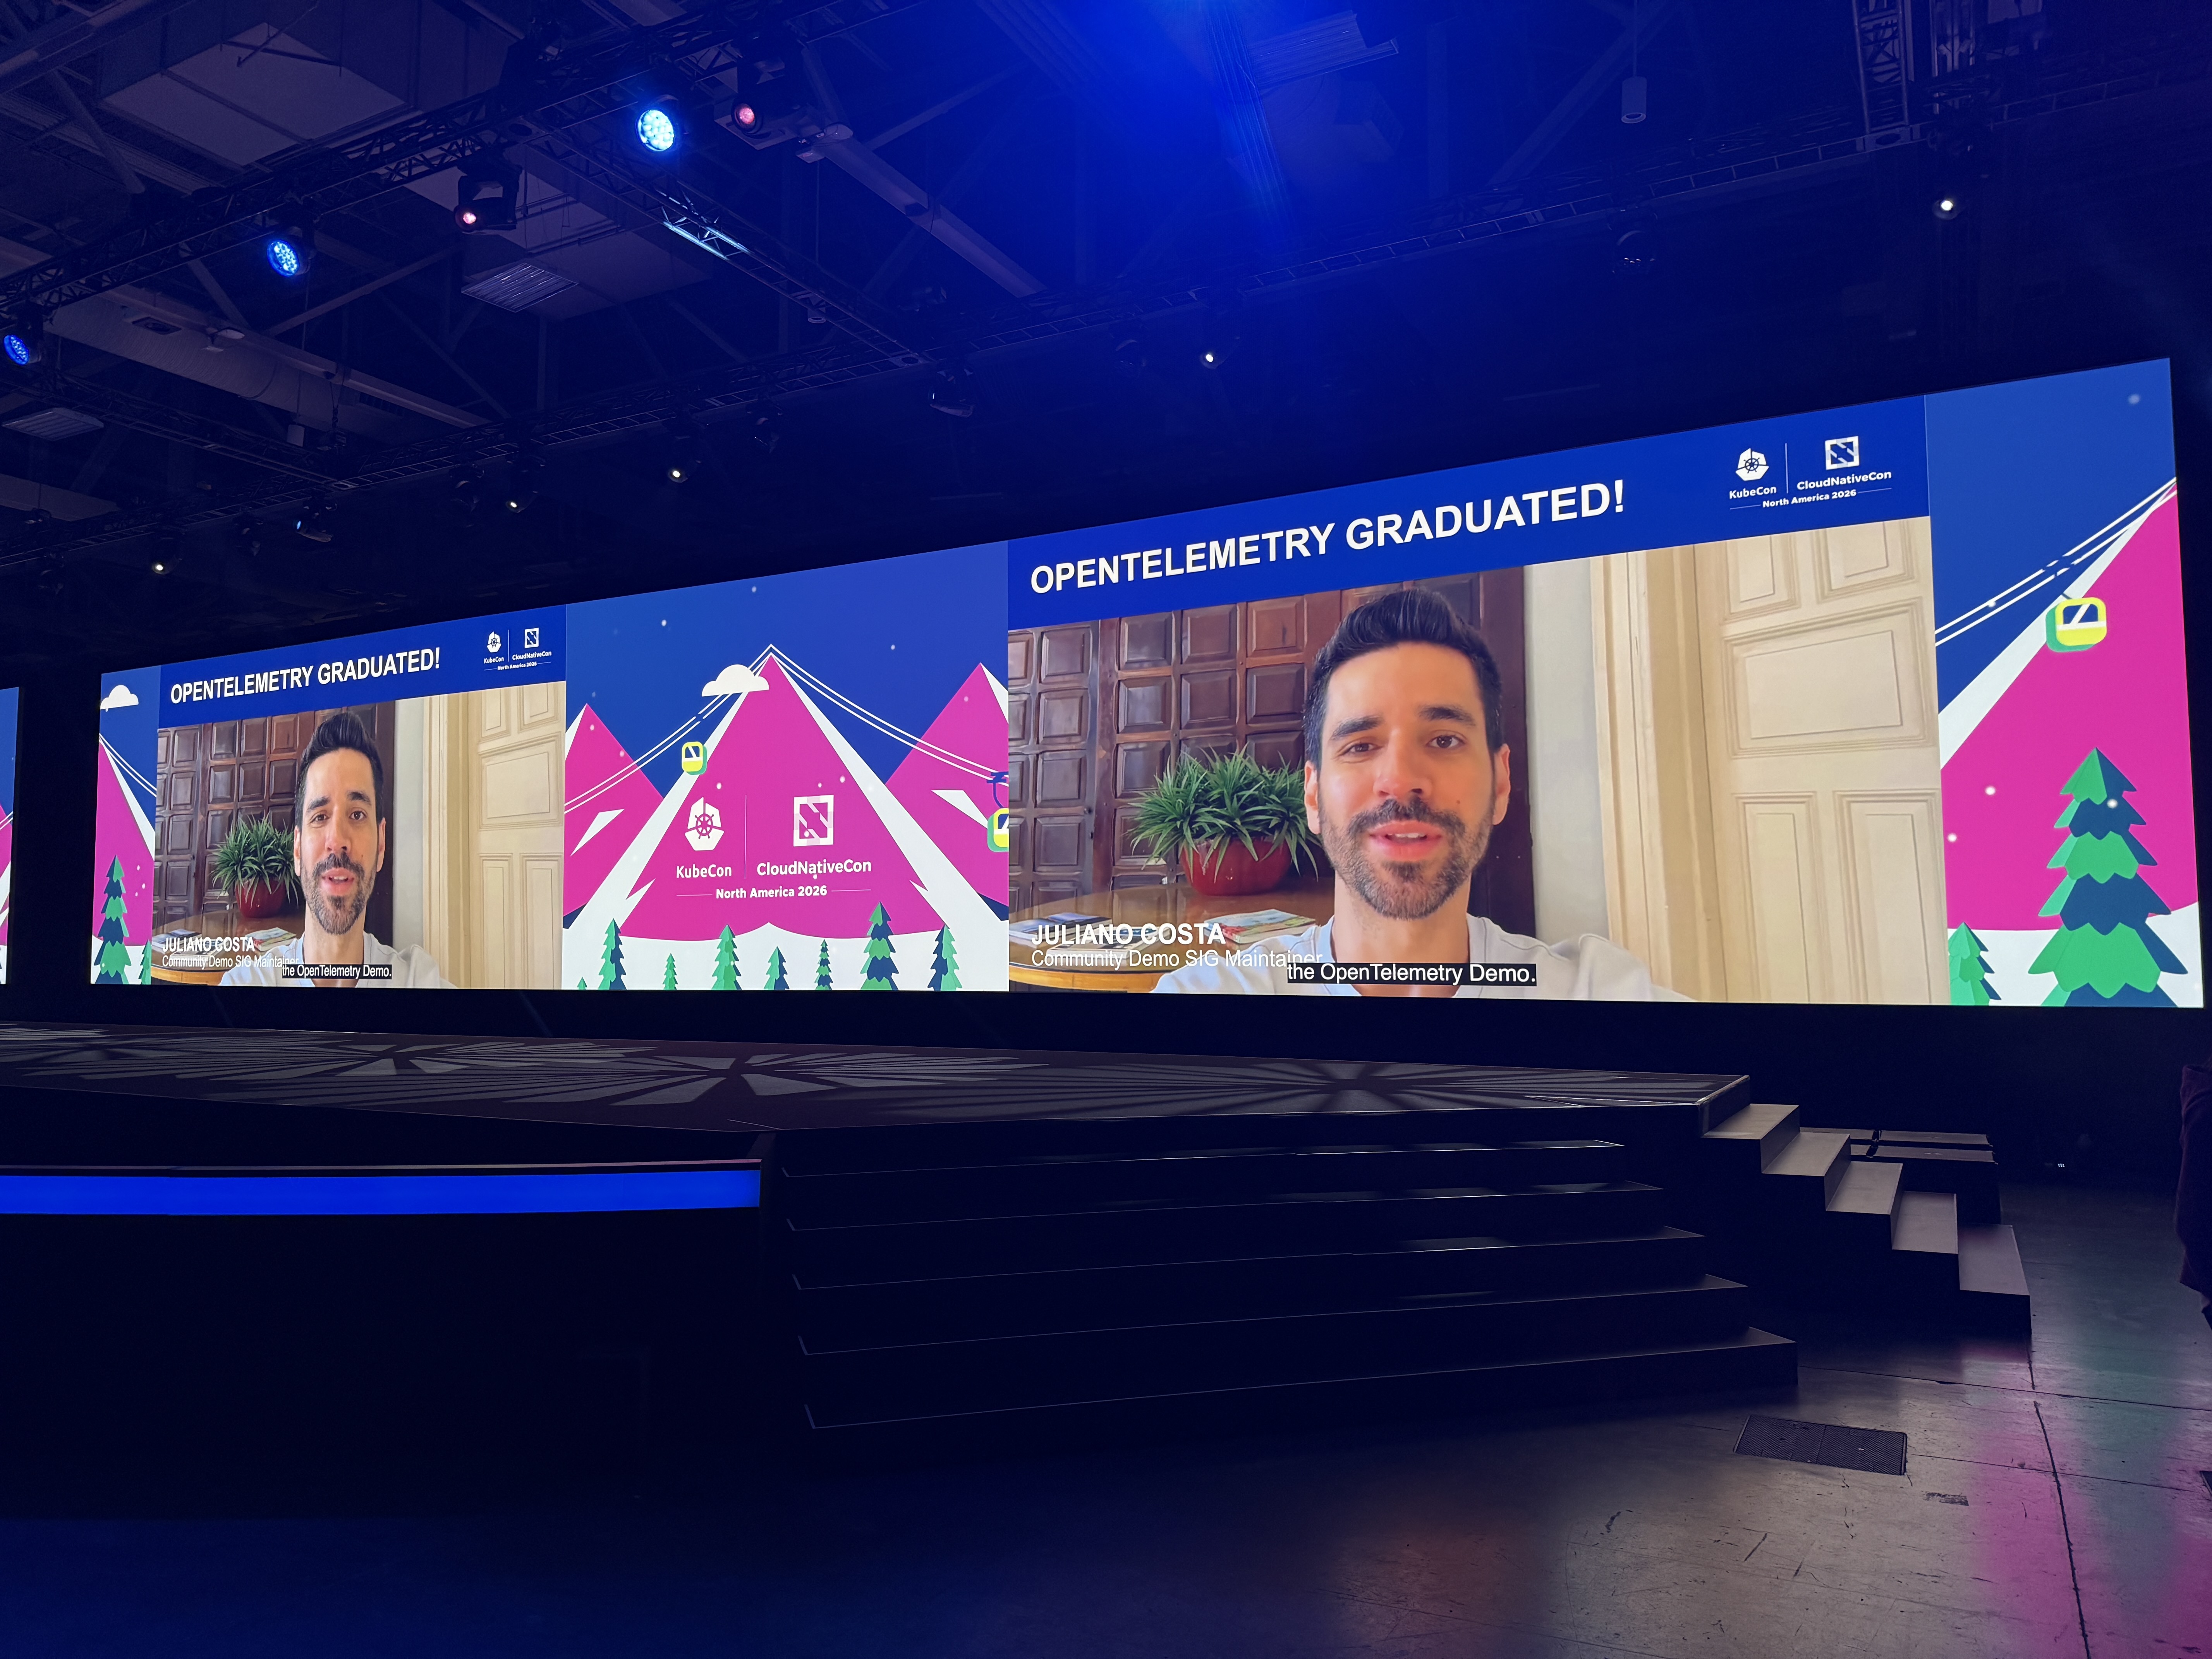 OPENTELEMETRY GRADUATED!
KubeCon
CloudNativeCon
North America 2026
JULIANO COSTA
Community Demo SIG Maintainer
the OpenTelemetry Demo.
KubeCon
CloudNativeCon
North America 2026
OPENTELEMETRY GRADUATED!
KubeCon
CloudNativeCon
North America 2026
JULIANO COSTA
Community Demo SIG Maintainer
the OpenTelemetry Demo.